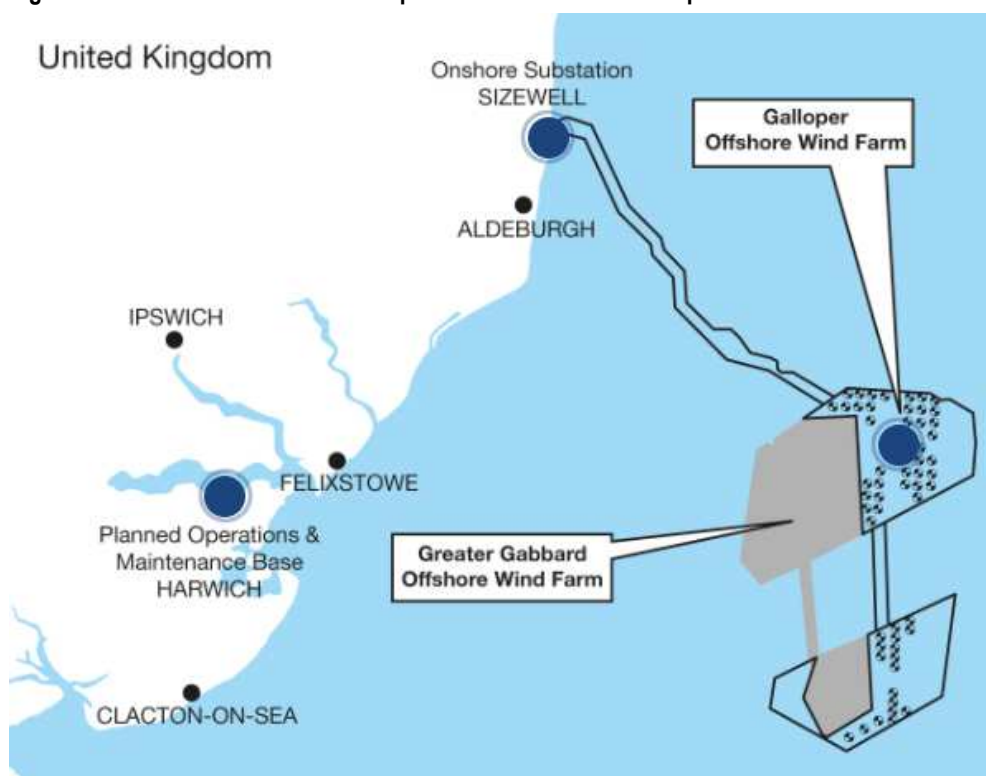 United Kingdom
Onshore Substation
SIZEWELL
Galloper
Offshore Wind Farm
ALDEBURGH
IPSWICH
FELIXSTOWE
Planned Operations &
Maintenance Base
HARWICH
Greater Gabbard
Offshore Wind Farm
CLACTON-ON-SEA